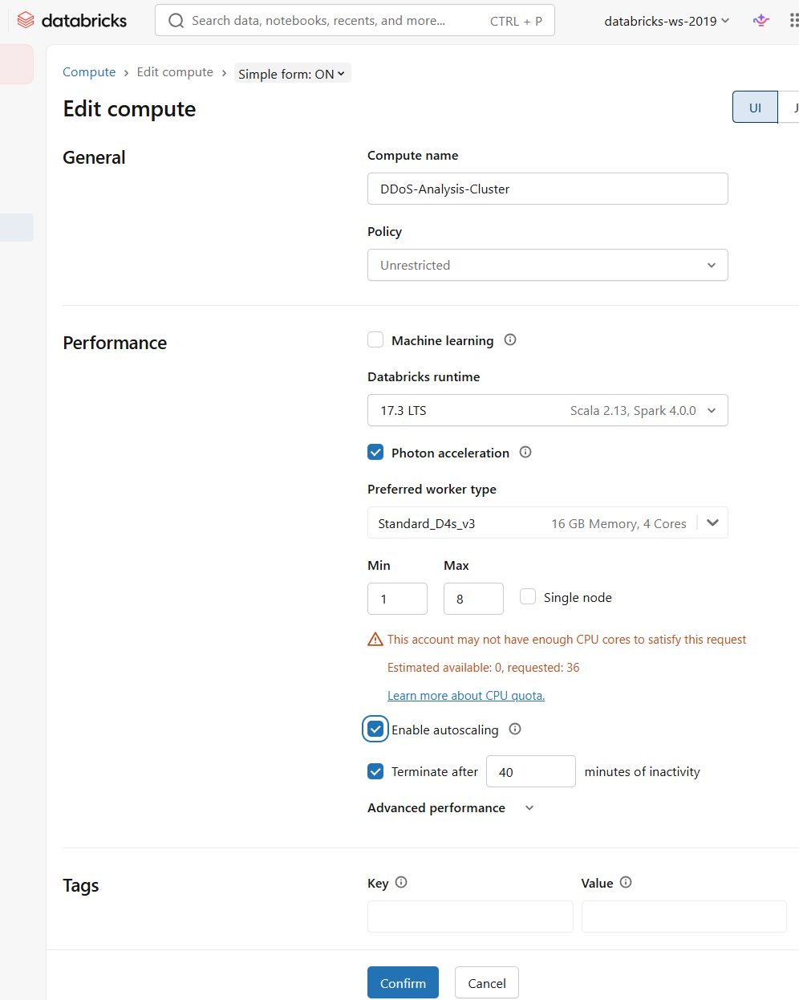 databricks
Search data, notebooks, recents, and more... CTRL + P
databricks-ws-2019
Compute › Edit compute › Simple form: ON
Edit compute
UI
J
General
Compute name
DDoS-Analysis-Cluster
Policy
Unrestricted
Performance
Machine learning
Databricks runtime
17.3 LTS Scala 2.13, Spark 4.0.0
Photon acceleration
Preferred worker type
Standard_D4s_v3 16 GB Memory, 4 Cores
Min Max
1 8 Single node
This account may not have enough CPU cores to satisfy this request
Estimated available: 0, requested: 36
Learn more about CPU quota.
Enable autoscaling
Terminate after 40 minutes of inactivity
Advanced performance
Tags
Key Value
Confirm Cancel